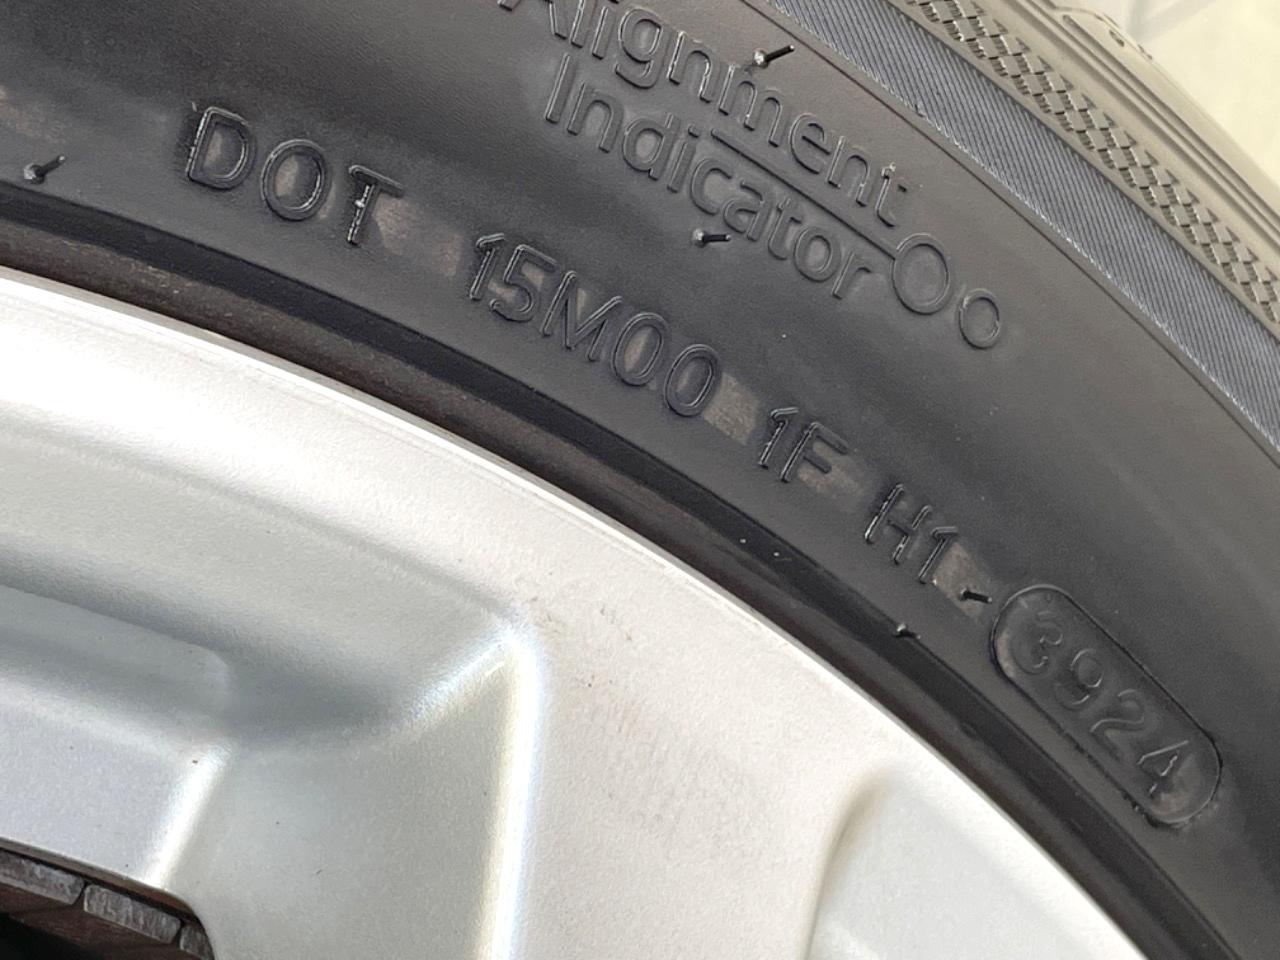 Alignment
Indicator
DOT 15M00 1F H1 3924